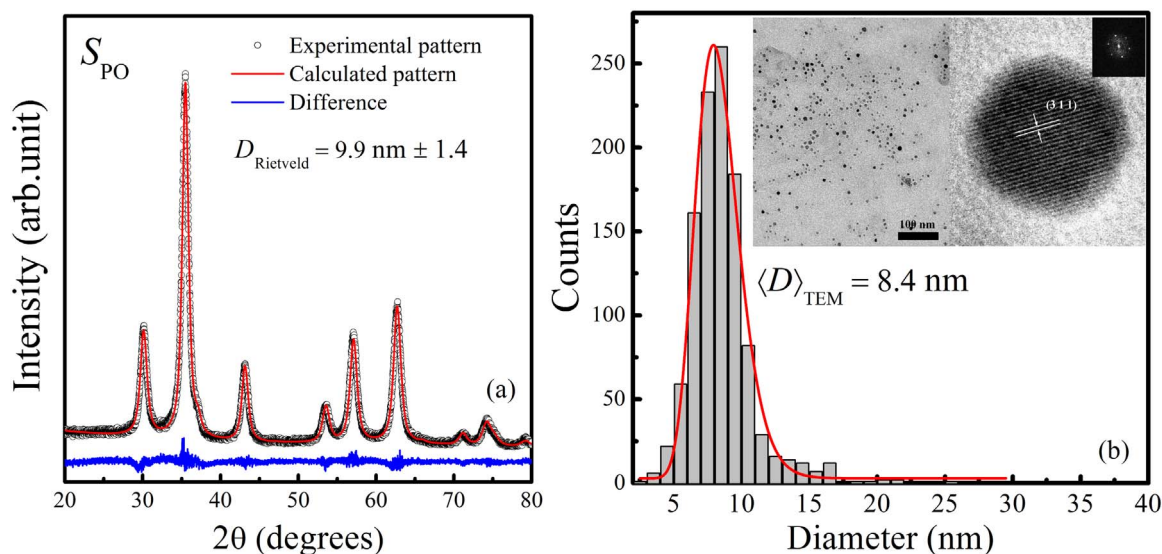 S_PO
Experimental pattern
Calculated pattern
Difference
D_Rietveld = 9.9 nm ± 1.4
Intensity (arb.unit)
(a)
20 30 40 50 60 70 80
2θ (degrees)
250
200
150
100
50
0
Counts
(3 1 1)
100 nm
⟨D⟩_TEM = 8.4 nm
(b)
5 10 15 20 25 30 35 40
Diameter (nm)